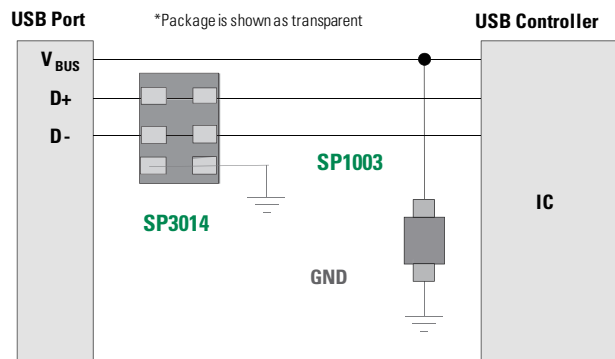 USB Port
*Package is shown as transparent
USB Controller
VBUS
D+
D-
SP1003
SP3014
IC
GND